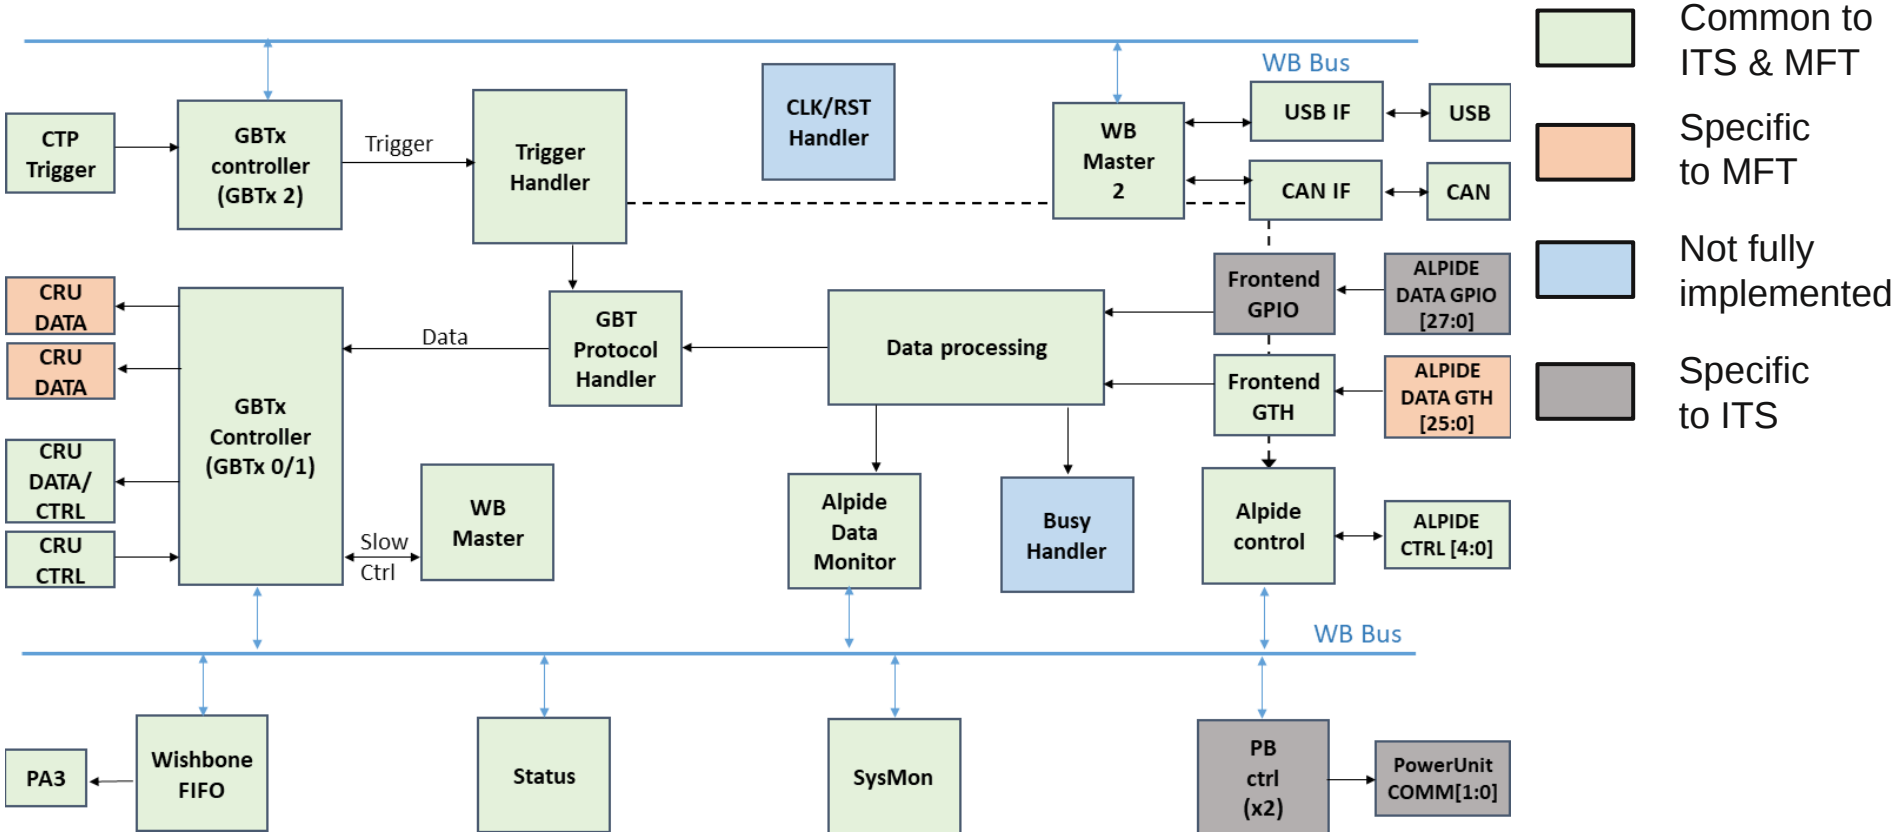 Common to
ITS & MFT
WB Bus
CTP
Trigger
GBTx
controller
(GBTx 2)
Trigger
Trigger
Handler
CLK/RST
Handler
WB
Master
2
USB IF
USB
CAN IF
CAN
Specific
to MFT
Not fully
implemented
Specific
to ITS
CRU
DATA
CRU
DATA
CRU
DATA/
CTRL
CRU
CTRL
GBTx
Controller
(GBTx 0/1)
Data
GBT
Protocol
Handler
Data processing
Frontend
GPIO
ALPIDE
DATA GPIO
[27:0]
Frontend
GTH
ALPIDE
DATA GTH
[25:0]
Slow
Ctrl
WB
Master
Alpide
Data
Monitor
Busy
Handler
Alpide
control
ALPIDE
CTRL [4:0]
WB Bus
PA3
Wishbone
FIFO
Status
SysMon
PB
ctrl
(x2)
PowerUnit
COMM[1:0]